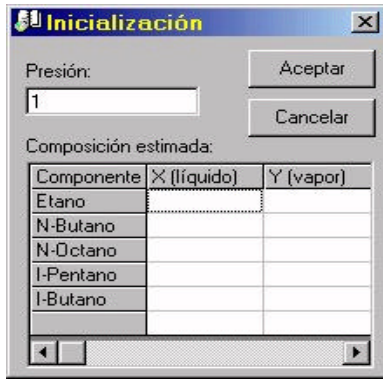 Inicialización
Presión:
1
Aceptar
Cancelar
Composición estimada:
Componente X (líquido) Y (vapor)
Etano
N-Butano
N-Octano
I-Pentano
I-Butano